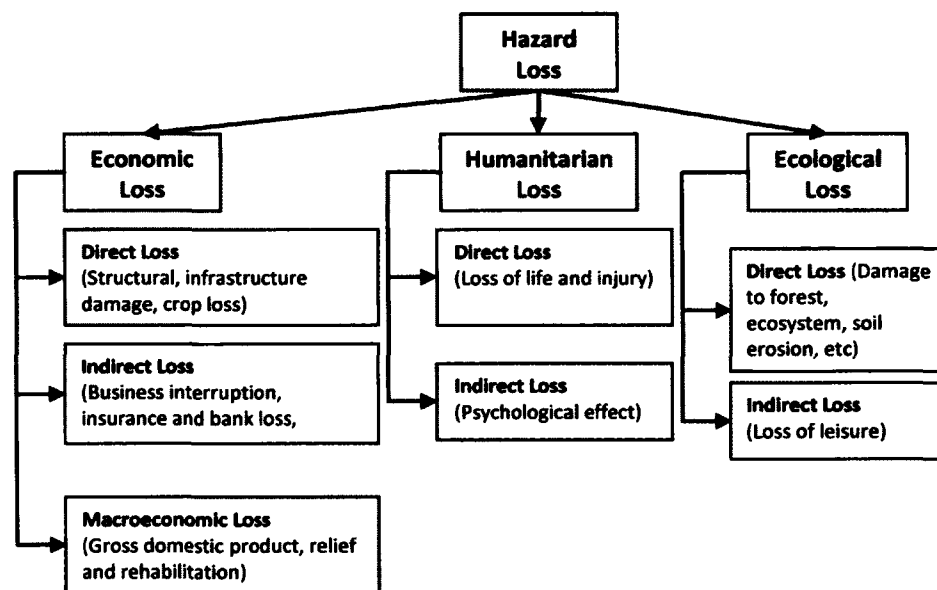 Hazard
Loss
Economic
Loss
Humanitarian
Loss
Ecological
Loss
Direct Loss
(Structural, infrastructure
damage, crop loss)
Indirect Loss
(Business interruption,
insurance and bank loss,
Macroeconomic Loss
(Gross domestic product, relief
and rehabilitation)
Direct Loss
(Loss of life and injury)
Indirect Loss
(Psychological effect)
Direct Loss (Damage
to forest,
ecosystem, soil
erosion, etc)
Indirect Loss
(Loss of leisure)